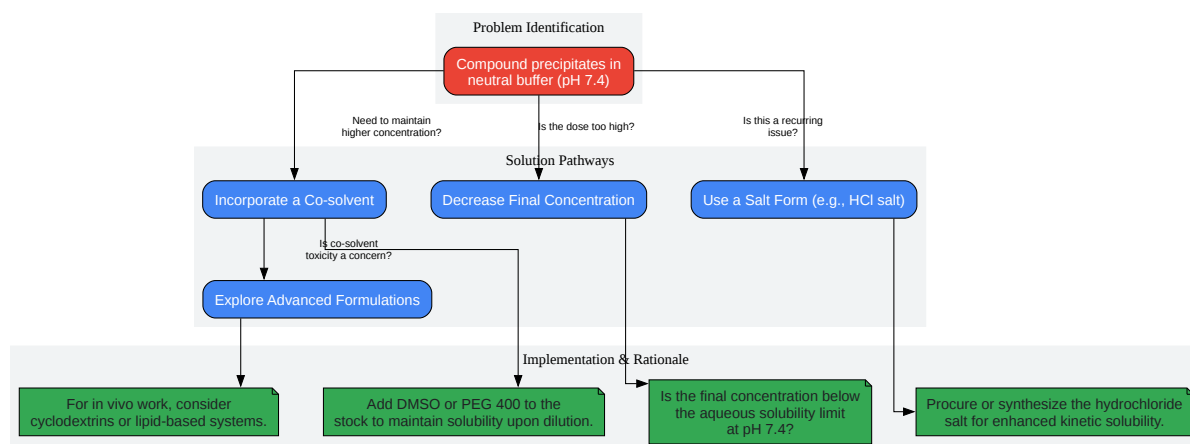 Problem Identification
Compound precipitates in
neutral buffer (pH 7.4)
Need to maintain
higher concentration?
Is the dose too high?
Is this a recurring
issue?
Solution Pathways
Incorporate a Co-solvent
Decrease Final Concentration
Use a Salt Form (e.g., HCl salt)
Is co-solvent
toxicity a concern?
Explore Advanced Formulations
Implementation & Rationale
For in vivo work, consider
cyclodextrins or lipid-based systems.
Add DMSO or PEG 400 to the
stock to maintain solubility upon dilution.
Is the final concentration below
the aqueous solubility limit
at pH 7.4?
Procure or synthesize the hydrochloride
salt for enhanced kinetic solubility.